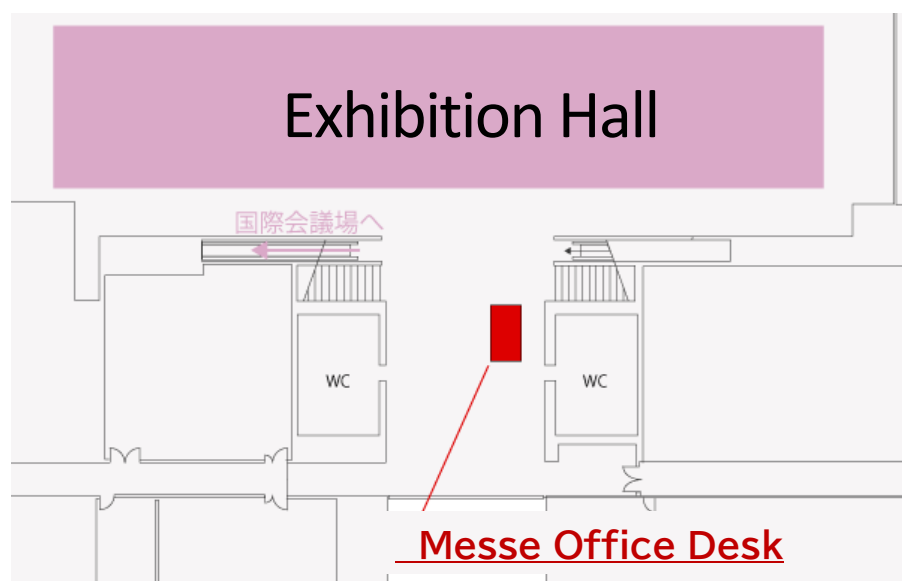 Exhibition Hall
国際会議場へ
WC
WC
Messe Office Desk